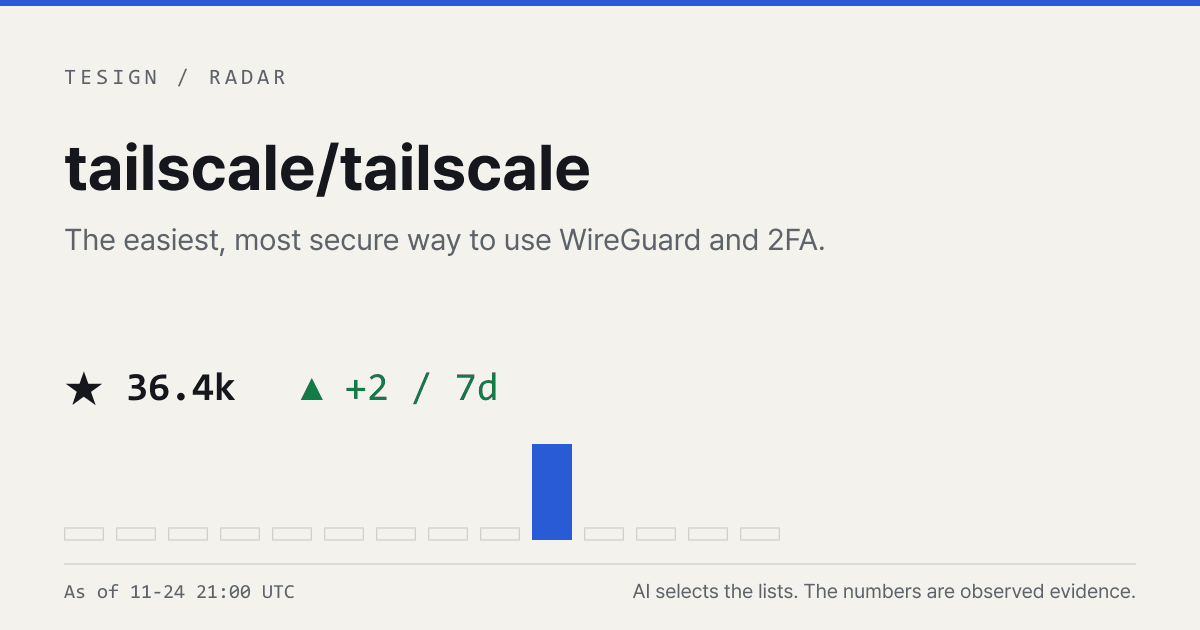 TESIGN / RADAR
tailscale/tailscale
The easiest, most secure way to use WireGuard and 2FA.
★ 36.4k ▲ +2 / 7d
As of 11-24 21:00 UTC
AI selects the lists. The numbers are observed evidence.